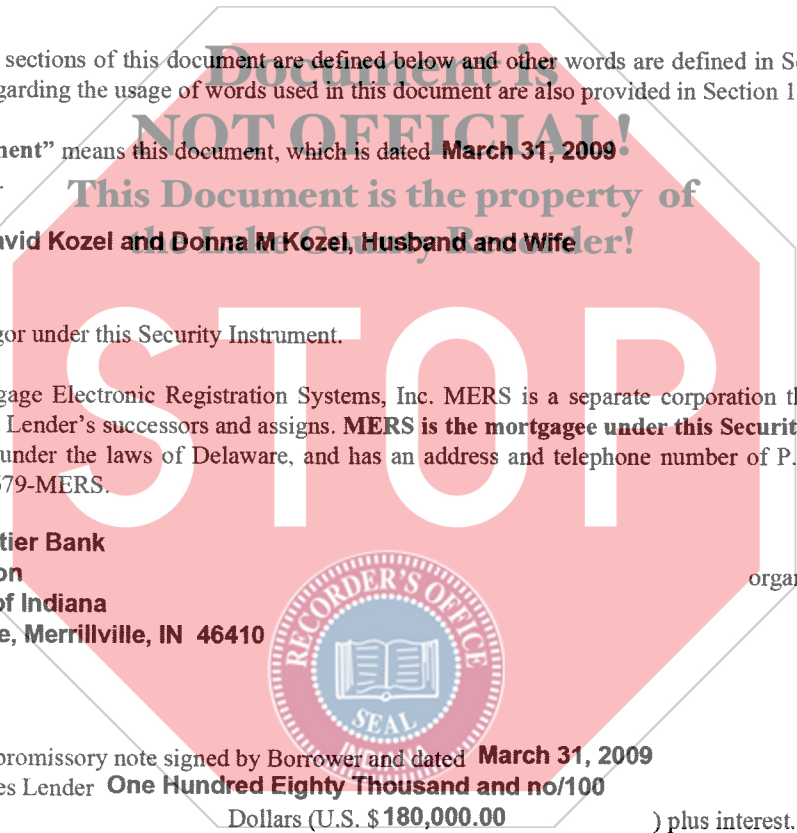 sections of this document are defined below and other words are defined in Se
garding the usage of words used in this document are also provided in Section 1
Document is
NOT OFFICIAL!
This Document is the property of
the Lake County Recorder!
ment” means this document, which is dated March 31, 2009
avid Kozel and Donna M Kozel, Husband and Wife
gor under this Security Instrument.
STOP
gage Electronic Registration Systems, Inc. MERS is a separate corporation th
Lender’s successors and assigns. MERS is the mortgagee under this Securit
under the laws of Delaware, and has an address and telephone number of P.
679-MERS.
tier Bank
on
organ
of Indiana
e, Merrillville, IN 46410
RECORDER'S OFFICE
SEAL
INDIANA
promissory note signed by Borrower and dated March 31, 2009
es Lender One Hundred Eighty Thousand and no/100
Dollars (U.S. $ 180,000.00 ) plus interest.